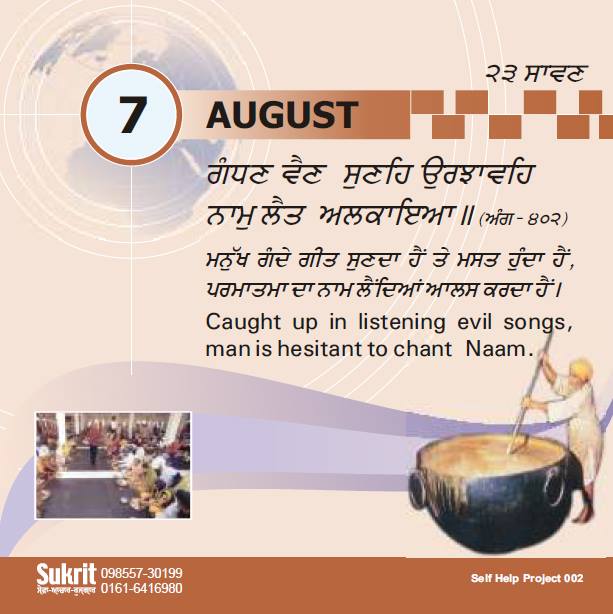 ੨੩ ਸਾਵਣ
7 AUGUST
ਗੰਧਣ ਵੈਣ ਸੁਣਹਿ ਉਰਝਾਵਹਿ
ਨਾਮੁ ਲੈਤ ਅਲਕਾਇਆ॥ (ਅੰਗ - ੪੦੨)
ਮਨੁੱਖ ਗੰਦੇ ਗੀਤ ਸੁਣਦਾ ਹੈਂ ਤੇ ਮਸਤ ਹੁੰਦਾ ਹੈਂ,
ਪਰਮਾਤਮਾ ਦਾ ਨਾਮ ਲੈਂਦਿਆਂ ਆਲਸ ਕਰਦਾ ਹੈਂ।
Caught up in listening evil songs,
man is hesitant to chant Naam.
Sukrit 098557-30199
0161-6416980
Self Help Project 002